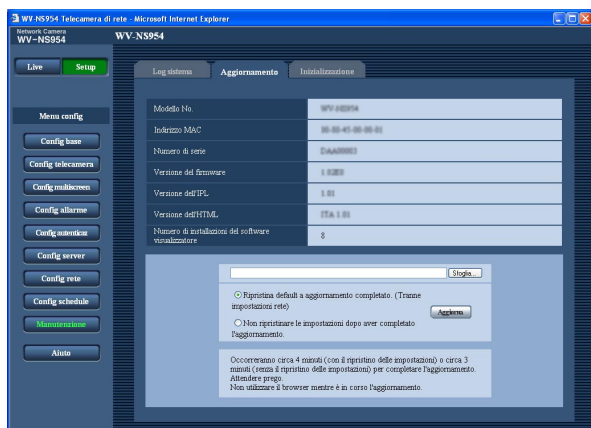 WV-NS954 Telecamera di rete - Microsoft Internet Explorer
Network Camera
WV-NS954
WV-NS954
Live
Setup
Log sistema
Aggiornamento
Inizializzazione
Menu config
Config base
Config telecamera
Config multiscreen
Config allarme
Config autenticaz
Config server
Config rete
Config schedule
Manutenzione
Aiuto
Modello No.
WV-NS954
Indirizzo MAC
Numero di serie
Versione del firmware
Versione dell'IPL
1.01
Versione dell'HTML
ITA 1.01
Numero di installazioni del software
visualizzatore
8
Sfoglia...
Ripristina default a aggiornamento completato. (Tranne
impostazioni rete)
Aggiorna
Non ripristinare le impostazioni dopo aver completato
l'aggiornamento.
Occorreranno circa 4 minuti (con il ripristino delle impostazioni) o circa 3
minuti (senza il ripristino delle impostazioni) per completare l'aggiornamento.
Attendere prego.
Non utilizzare il browser mentre è in corso l'aggiornamento.